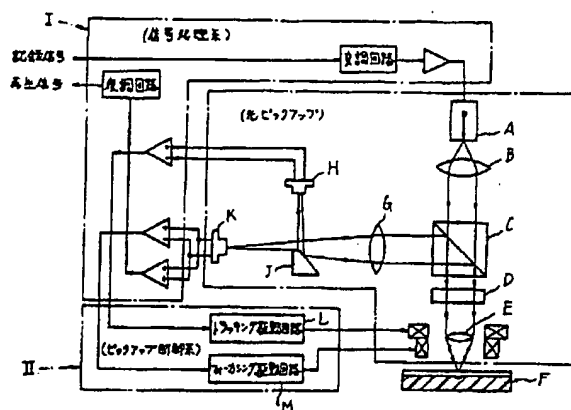 I
(信号処理系)
記録信号
再生信号
変調回路
復調回路
(光ピックアップ)
A
B
H
K
G
C
J
D
L
E
トラッキング駆動回路
(ピックアップ制御系)
II
フォーカシング駆動回路
F
M